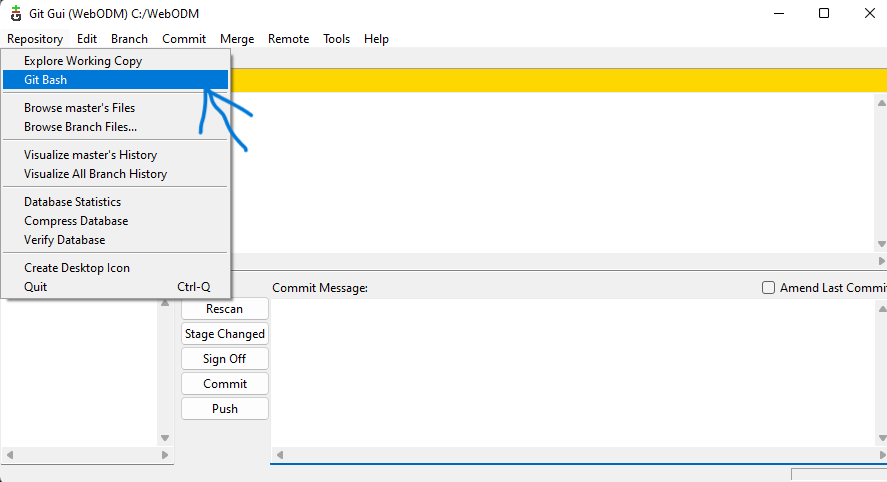 Git Gui (WebODM) C:/WebODM
Repository Edit Branch Commit Merge Remote Tools Help
Explore Working Copy
Git Bash
Browse master's Files
Browse Branch Files...
Visualize master's History
Visualize All Branch History
Database Statistics
Compress Database
Verify Database
Create Desktop Icon
Quit Ctrl-Q
Commit Message: Amend Last Commit
Rescan
Stage Changed
Sign Off
Commit
Push